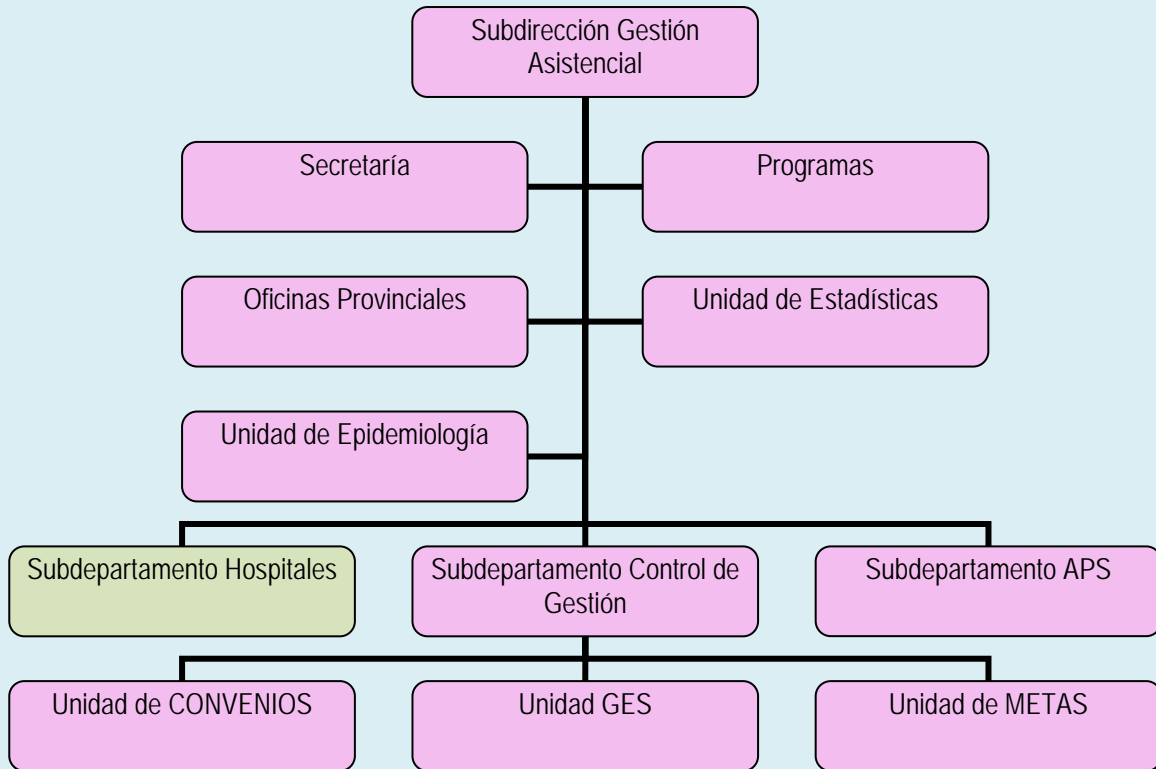 Subdirección Gestión
Asistencial
Secretaría
Programas
Oficinas Provinciales
Unidad de Estadísticas
Unidad de Epidemiología
Subdepartamento Hospitales
Subdepartamento Control de
Gestión
Subdepartamento APS
Unidad de CONVENIOS
Unidad GES
Unidad de METAS